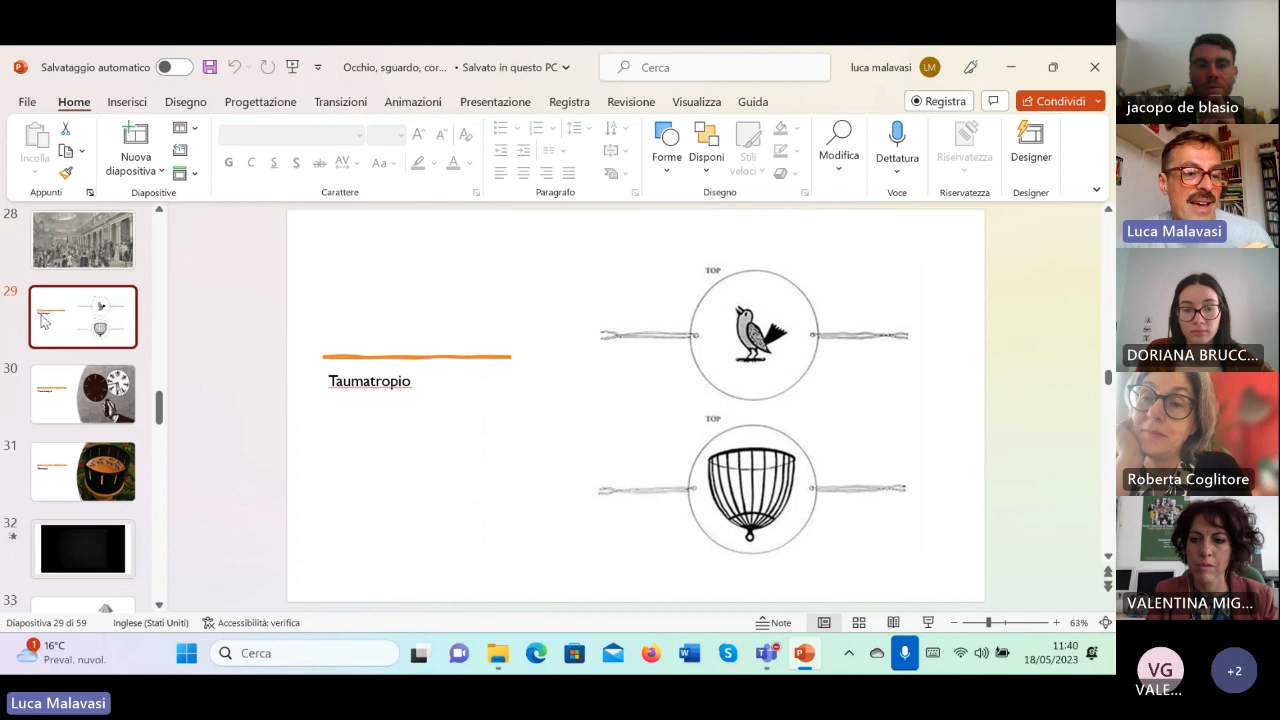 Salvataggio automatico
Occhio, sguardo, cor... • Salvato in questo PC
Cerca
luca malavasi
LM
File
Home
Inserisci
Disegno
Progettazione
Transizioni
Animazioni
Presentazione
Registra
Revisione
Visualizza
Guida
Registra
Condividi
Incolla
Nuova
diapositiva
G
C
S
S
ab
AV
Aa
A
A
A
Forme
Disponi
Stili
veloci
Modifica
Dettatura
Riservatezza
Designer
Appunti
Diapositive
Carattere
Paragrafo
Disegno
Voce
Riservatezza
Designer
28
29
30
31
32
33
TOP
Taumatropio
TOP
Diapositiva 29 di 59
Inglese (Stati Uniti)
Accessibilità: verifica
Note
63%
1
16°C
Preval. nuvol
Cerca
11:40
18/05/2023
jacopo de blasio
Luca Malavasi
DORIANA BRUCC...
Roberta Coglitore
VALENTINA MIG...
VG
VALE...
+2
Luca Malavasi